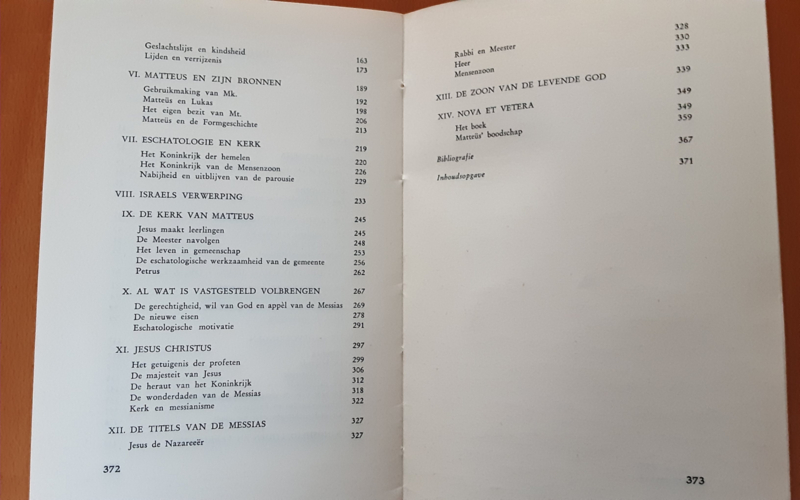 Geslachtslijst en kindsheid 163
Lijden en verrijzenis 173
VI. MATTEUS EN ZIJN BRONNEN 189
Gebruikmaking van Mk. 192
Matteüs en Lukas 198
Het eigen bezit van Mt. 206
Matteüs en de Formgeschichte 213
VII. ESCHATOLOGIE EN KERK 219
Het Koninkrijk der hemelen 220
Het Koninkrijk van de Mensenzoon 226
Nabijheid en uitblijven van de parousie 229
VIII. ISRAELS VERWERPING 233
IX. DE KERK VAN MATTEUS 245
Jesus maakt leerlingen 245
De Meester navolgen 248
Het leven in gemeenschap 253
De eschatologische werkzaamheid van de gemeente 256
Petrus 262
X. AL WAT IS VASTGESTELD VOLBRENGEN 267
De gerechtigheid, wil van God en appèl van de Messias 269
De nieuwe eisen 278
Eschatologische motivatie 291
XI. JESUS CHRISTUS 297
Het getuigenis der profeten 299
De majesteit van Jesus 306
De heraut van het Koninkrijk 312
De wonderdaden van de Messias 318
Kerk en messianisme 322
XII. DE TITELS VAN DE MESSIAS 327
Jesus de Nazareeër 327
372
Rabbi en Meester 328
Heer 330
Mensenzoon 333
XIII. DE ZOON VAN DE LEVENDE GOD 339
XIV. NOVA ET VETERA 349
Het boek 349
Matteüs' boodschap 359
Bibliografie 367
Inhoudsopgave 371
373